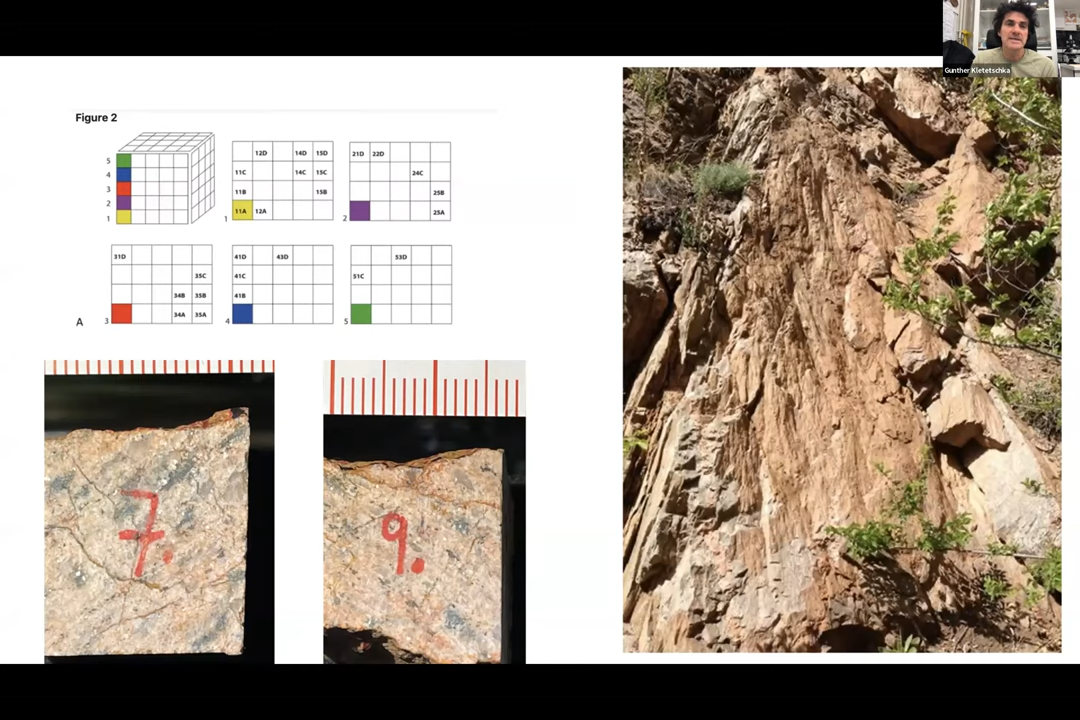 Gunther Kletetschka
Figure 2
5
4
3
2
1
12D 14D 15D
11C 14C 15C
11B 15B
11A 12A
1
21D 22D
24C
25B
25A
2
31D
35C
34B 35B
34A 35A
A
3
41D 43D
41C
41B
4
53D
51C
5
7.
9.